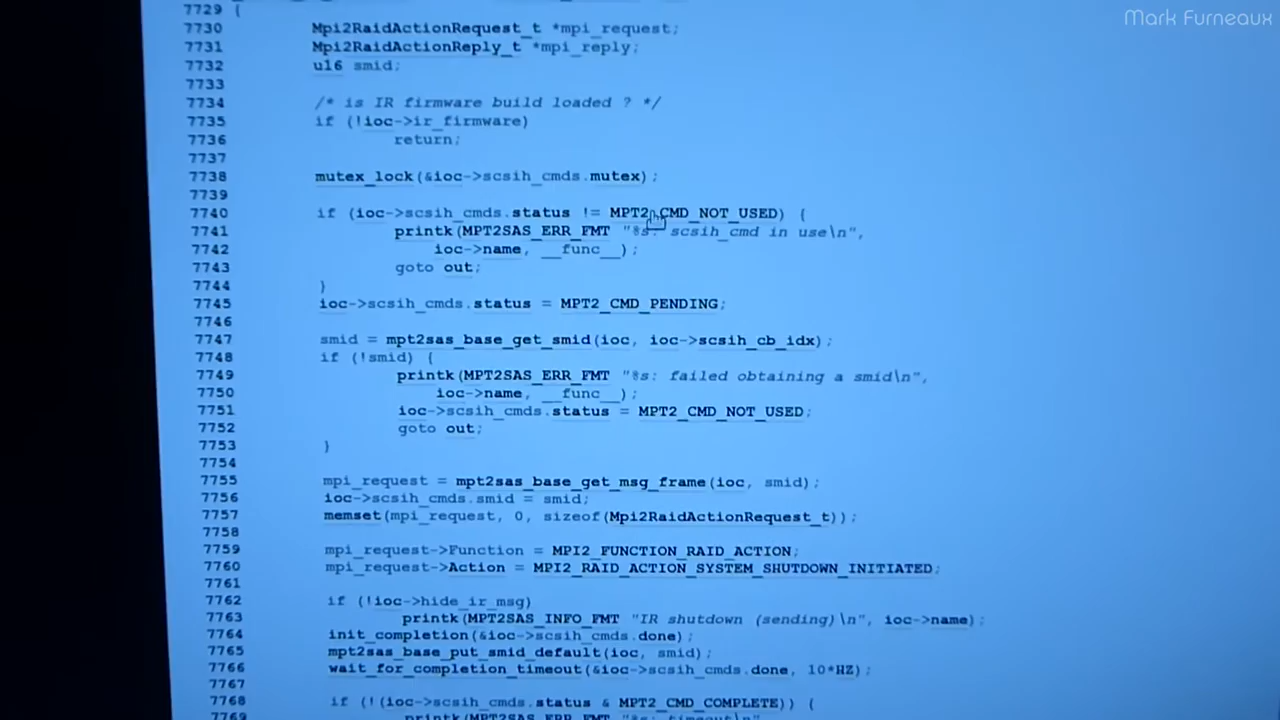 Mark Furneaux
7729 {
7730 Mpi2RaidActionRequest_t *mpi_request;
7731 Mpi2RaidActionReply_t *mpi_reply;
7732 u16 smid;
7733
7734 /* is IR firmware build loaded ? */
7735 if (!ioc->ir_firmware)
7736 return;
7737
7738 mutex_lock(&ioc->scsih_cmds.mutex);
7739
7740 if (ioc->scsih_cmds.status != MPT2_CMD_NOT_USED) {
7741 printk(MPT2SAS_ERR_FMT "%s: scsih_cmd in use\n",
7742 ioc->name, __func__);
7743 goto out;
7744 }
7745 ioc->scsih_cmds.status = MPT2_CMD_PENDING;
7746
7747 smid = mpt2sas_base_get_smid(ioc, ioc->scsih_cb_idx);
7748 if (!smid) {
7749 printk(MPT2SAS_ERR_FMT "%s: failed obtaining a smid\n",
7750 ioc->name, __func__);
7751 ioc->scsih_cmds.status = MPT2_CMD_NOT_USED;
7752 goto out;
7753 }
7754
7755 mpi_request = mpt2sas_base_get_msg_frame(ioc, smid);
7756 ioc->scsih_cmds.smid = smid;
7757 memset(mpi_request, 0, sizeof(Mpi2RaidActionRequest_t));
7758
7759 mpi_request->Function = MPI2_FUNCTION_RAID_ACTION;
7760 mpi_request->Action = MPI2_RAID_ACTION_SYSTEM_SHUTDOWN_INITIATED;
7761
7762 if (!ioc->hide_ir_msg)
7763 printk(MPT2SAS_INFO_FMT "IR shutdown (sending)\n", ioc->name);
7764 init_completion(&ioc->scsih_cmds.done);
7765 mpt2sas_base_put_smid_default(ioc, smid);
7766 wait_for_completion_timeout(&ioc->scsih_cmds.done, 10*HZ);
7767
7768 if (!(ioc->scsih_cmds.status & MPT2_CMD_COMPLETE)) {
7769 printk(MPT2SAS_ERR_FMT "%s: timeout\n",